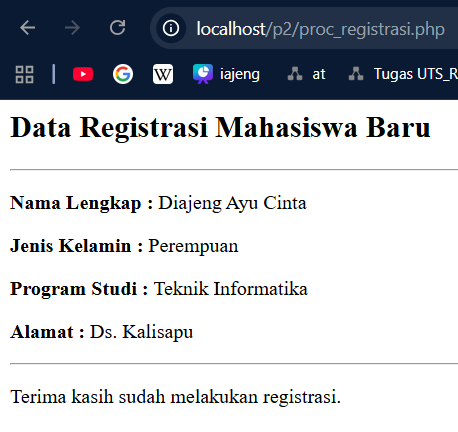 localhost/p2/proc_registrasi.php
W iajeng at Tugas UTS_R
Data Registrasi Mahasiswa Baru
Nama Lengkap : Diajeng Ayu Cinta
Jenis Kelamin : Perempuan
Program Studi : Teknik Informatika
Alamat : Ds. Kalisapu
Terima kasih sudah melakukan registrasi.